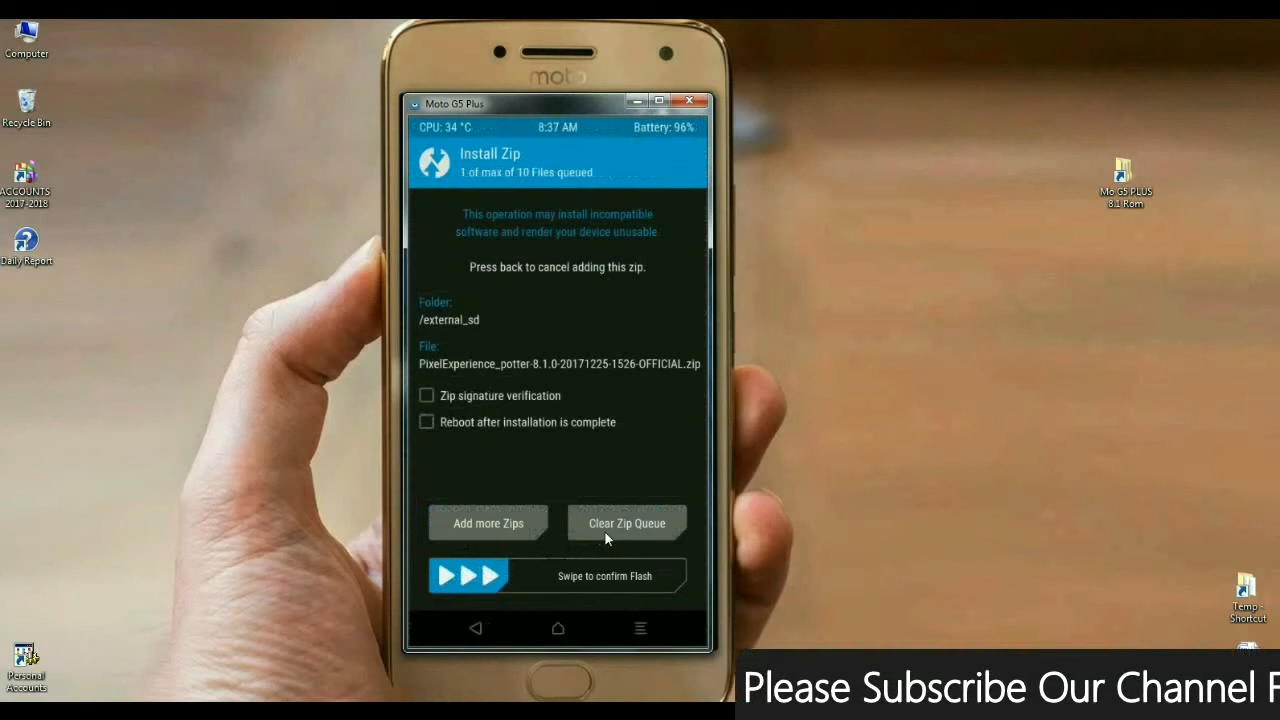 Computer
Recycle Bin
ACCOUNTS
2017-2018
Daily Report
Personal
Accounts
moto
Moto G5 Plus
CPU: 34 °C
8:37 AM
Battery: 96%
Install Zip
1 of max of 10 Files queued
This operation may install incompatible
software and render your device unusable.
Press back to cancel adding this zip.
Folder:
/external_sd
File:
PixelExperience_potter-8.1.0-20171225-1526-OFFICIAL.zip
Zip signature verification
Reboot after installation is complete
Add more Zips
Clear Zip Queue
Swipe to confirm Flash
Mo G5 PLUS
8.1 Rom
Temp -
Shortcut
Please Subscribe Our Channel F